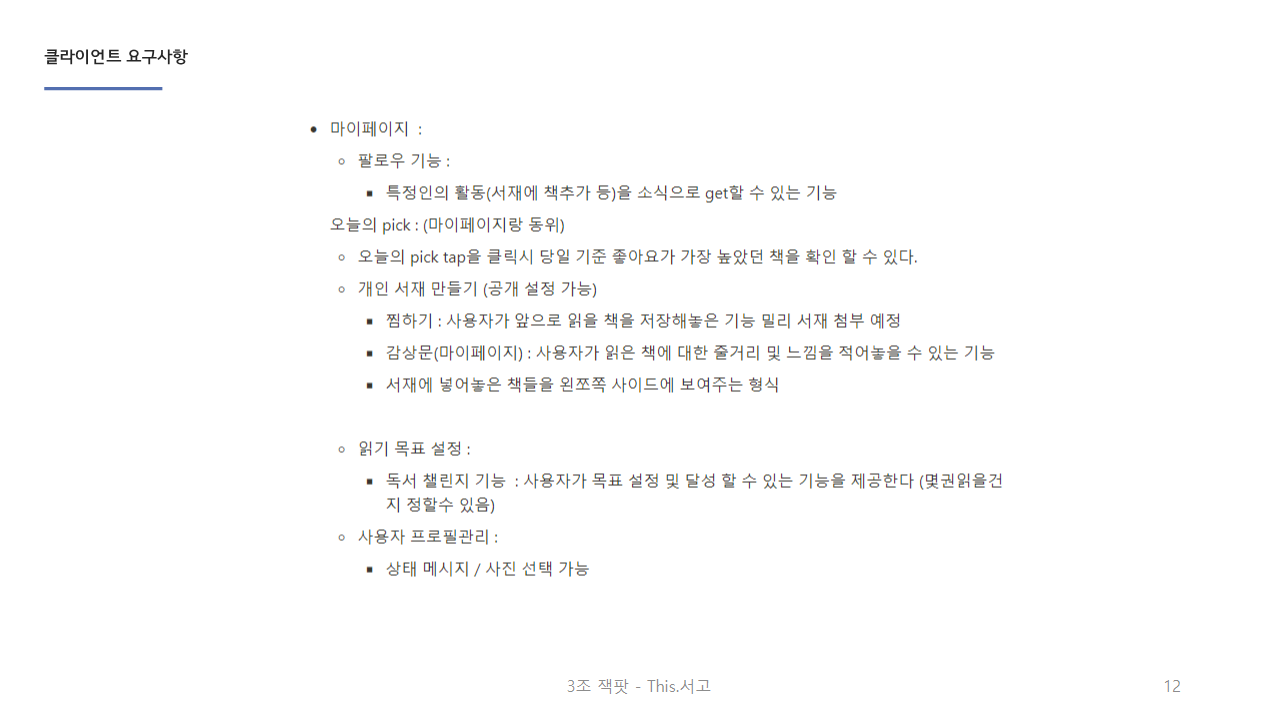 클라이언트 요구사항
• 마이페이지 :
○ 팔로우 기능 :
▪ 특정인의 활동(서재에 책추가 등)을 소식으로 get할 수 있는 기능
오늘의 pick : (마이페이지랑 동위)
○ 오늘의 pick tap을 클릭시 당일 기준 좋아요가 가장 높았던 책을 확인 할 수 있다.
○ 개인 서재 만들기 (공개 설정 가능)
▪ 찜하기 : 사용자가 앞으로 읽을 책을 저장해놓은 기능 밀리 서재 첨부 예정
▪ 감상문(마이페이지) : 사용자가 읽은 책에 대한 줄거리 및 느낌을 적어놓을 수 있는 기능
▪ 서재에 넣어놓은 책들을 왼쪼쪽 사이드에 보여주는 형식
○ 읽기 목표 설정 :
▪ 독서 챌린지 기능 : 사용자가 목표 설정 및 달성 할 수 있는 기능을 제공한다 (몇권읽을건
지 정할수 있음)
○ 사용자 프로필관리 :
▪ 상태 메시지 / 사진 선택 가능
3조 잭팟 - This.서고
12